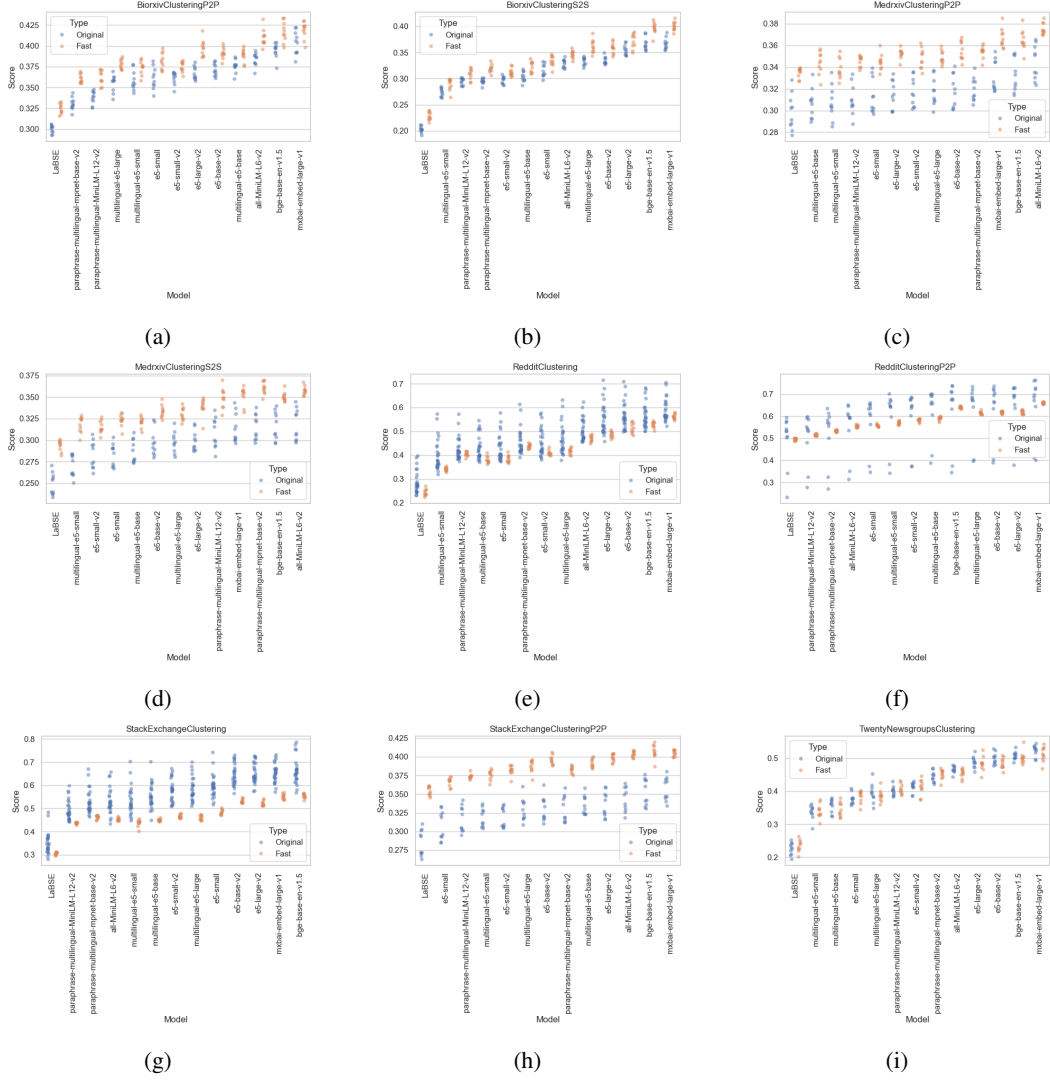 BiorxivClusteringP2P
Score
0.425
0.400
0.375
0.350
0.325
0.300
Type
Original
Fast
LaBSE
paraphrase-multilingual-mpnet-base-v2
paraphrase-multilingual-MiniLM-L12-v2
multilingual-e5-large
multilingual-e5-small
e5-small
e5-small-v2
e5-large-v2
e5-base-v2
multilingual-e5-base
all-MiniLM-L6-v2
bge-base-en-v1.5
mxbai-embed-large-v1
Model
(a)
BiorxivClusteringS2S
Score
0.40
0.35
0.30
0.25
0.20
Type
Original
Fast
LaBSE
multilingual-e5-small
paraphrase-multilingual-MiniLM-L12-v2
paraphrase-multilingual-mpnet-base-v2
e5-small-v2
multilingual-e5-base
e5-small
all-MiniLM-L6-v2
multilingual-e5-large
e5-base-v2
e5-large-v2
bge-base-en-v1.5
mxbai-embed-large-v1
Model
(b)
MedrxivClusteringP2P
Score
0.38
0.36
0.34
0.32
0.30
0.28
Type
Original
Fast
LaBSE
multilingual-e5-base
paraphrase-multilingual-MiniLM-L12-v2
e5-small
e5-large-v2
multilingual-e5-small
multilingual-e5-large
e5-small-v2
e5-base-v2
paraphrase-multilingual-mpnet-base-v2
mxbai-embed-large-v1
bge-base-en-v1.5
all-MiniLM-L6-v2
Model
(c)
MedrxivClusteringS2S
Score
0.375
0.350
0.325
0.300
0.275
0.250
Type
Original
Fast
LaBSE
multilingual-e5-small
e5-small-v2
e5-small
multilingual-e5-base
e5-base-v2
multilingual-e5-large
e5-large-v2
paraphrase-multilingual-MiniLM-L12-v2
mxbai-embed-large-v1
paraphrase-multilingual-mpnet-base-v2
bge-base-en-v1.5
all-MiniLM-L6-v2
Model
(d)
RedditClustering
Score
0.7
0.6
0.5
0.4
0.3
0.2
Type
Original
Fast
LaBSE
multilingual-e5-small
paraphrase-multilingual-MiniLM-L12-v2
multilingual-e5-base
e5-small
paraphrase-multilingual-mpnet-base-v2
e5-small-v2
multilingual-e5-large
all-MiniLM-L6-v2
e5-large-v2
e5-base-v2
bge-base-en-v1.5
mxbai-embed-large-v1
Model
(e)
RedditClusteringP2P
Score
0.7
0.6
0.5
0.4
0.3
Type
Original
Fast
LaBSE
paraphrase-multilingual-MiniLM-L12-v2
paraphrase-multilingual-mpnet-base-v2
all-MiniLM-L6-v2
e5-small
multilingual-e5-small
e5-small-v2
multilingual-e5-base
bge-base-en-v1.5
multilingual-e5-large
e5-base-v2
e5-large-v2
mxbai-embed-large-v1
Model
(f)
StackExchangeClustering
Score
0.8
0.7
0.6
0.5
0.4
0.3
Type
Original
Fast
LaBSE
paraphrase-multilingual-MiniLM-L12-v2
paraphrase-multilingual-mpnet-base-v2
all-MiniLM-L6-v2
multilingual-e5-small
multilingual-e5-base
e5-small-v2
multilingual-e5-large
e5-small
e5-base-v2
e5-large-v2
mxbai-embed-large-v1
bge-base-en-v1.5
Model
(g)
StackExchangeClusteringP2P
Score
0.425
0.400
0.375
0.350
0.325
0.300
0.275
Type
Original
Fast
LaBSE
e5-small
paraphrase-multilingual-MiniLM-L12-v2
multilingual-e5-small
e5-small-v2
multilingual-e5-large
e5-base-v2
paraphrase-multilingual-mpnet-base-v2
multilingual-e5-base
e5-large-v2
all-MiniLM-L6-v2
bge-base-en-v1.5
mxbai-embed-large-v1
Model
(h)
TwentyNewsgroupsClustering
Score
0.5
0.4
0.3
0.2
Type
Original
Fast
LaBSE
multilingual-e5-small
multilingual-e5-base
e5-small
multilingual-e5-large
paraphrase-multilingual-MiniLM-L12-v2
e5-small-v2
paraphrase-multilingual-mpnet-base-v2
all-MiniLM-L6-v2
e5-large-v2
e5-base-v2
bge-base-en-v1.5
mxbai-embed-large-v1
Model
(i)